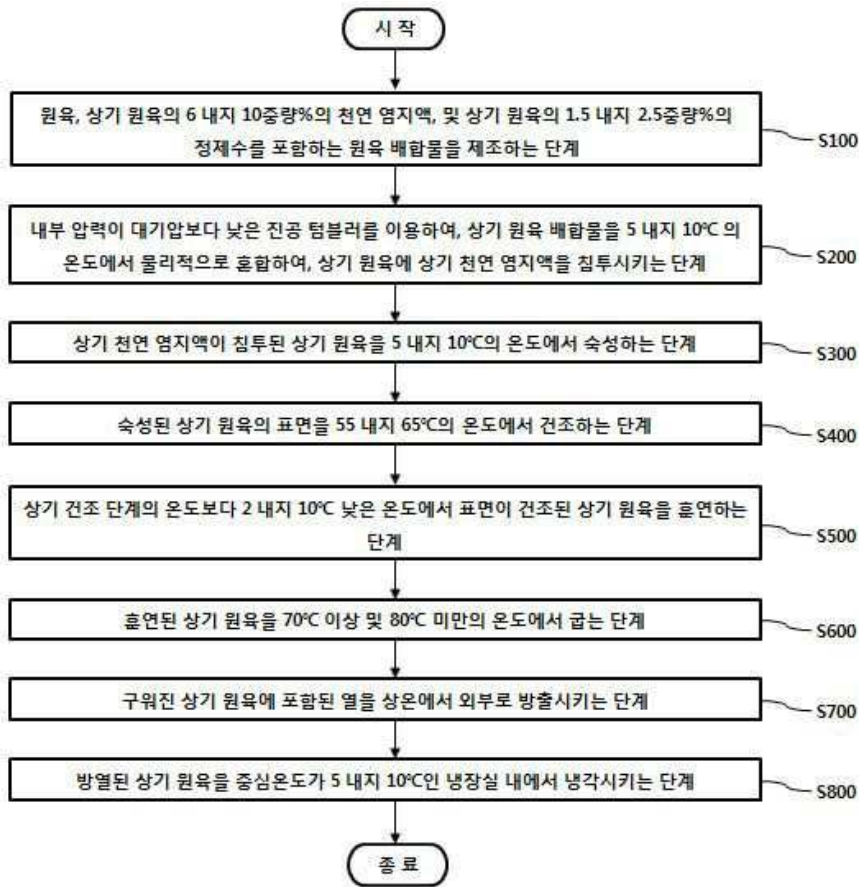 시 작
원육, 상기 원육의 6 내지 10중량%의 천연 염지액, 및 상기 원육의 1.5 내지 2.5중량%의
정제수를 포함하는 원육 배합물을 제조하는 단계
S100
내부 압력이 대기압보다 낮은 진공 텀블러를 이용하여, 상기 원육 배합물을 5 내지 10℃ 의
온도에서 물리적으로 혼합하여, 상기 원육에 상기 천연 염지액을 침투시키는 단계
S200
상기 천연 염지액이 침투된 상기 원육을 5 내지 10℃의 온도에서 숙성하는 단계
S300
숙성된 상기 원육의 표면을 55 내지 65℃의 온도에서 건조하는 단계
S400
상기 건조 단계의 온도보다 2 내지 10℃ 낮은 온도에서 표면이 건조된 상기 원육을 훈연하는
단계
S500
훈연된 상기 원육을 70℃ 이상 및 80℃ 미만의 온도에서 굽는 단계
S600
구워진 상기 원육에 포함된 열을 상온에서 외부로 방출시키는 단계
S700
방열된 상기 원육을 중심온도가 5 내지 10℃인 냉장실 내에서 냉각시키는 단계
S800
종 료